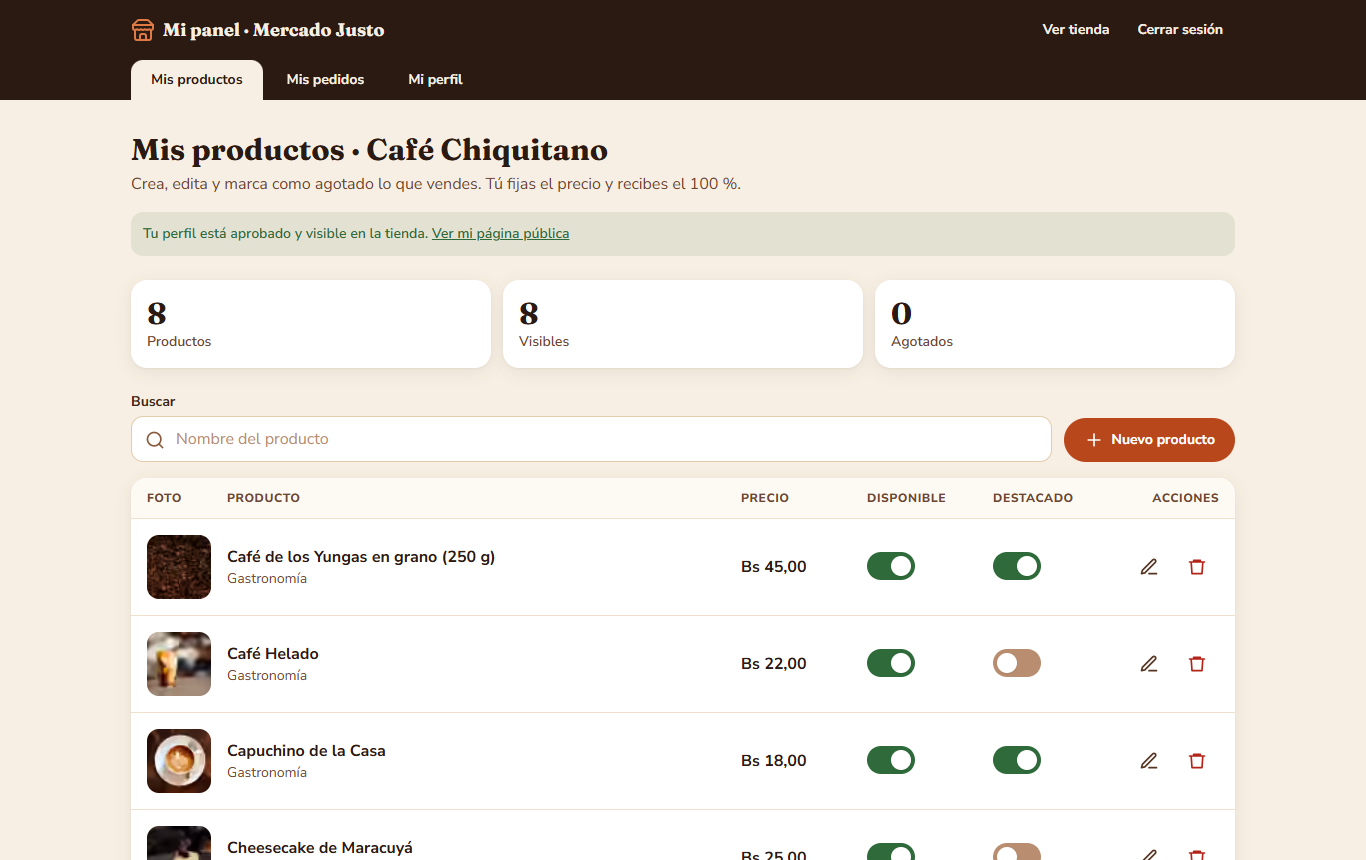 Mi panel · Mercado Justo
Ver tienda
Cerrar sesión
Mis productos
Mis pedidos
Mi perfil
Mis productos · Café Chiquitano
Crea, edita y marca como agotado lo que vendes. Tú fijas el precio y recibes el 100 %.
Tu perfil está aprobado y visible en la tienda. Ver mi página pública
8
Productos
8
Visibles
0
Agotados
Buscar
Nombre del producto
Nuevo producto
FOTO PRODUCTO PRECIO DISPONIBLE DESTACADO ACCIONES
Café de los Yungas en grano (250 g)
Gastronomía
Bs 45,00
Café Helado
Gastronomía
Bs 22,00
Capuchino de la Casa
Gastronomía
Bs 18,00
Cheesecake de Maracuyá
Bs 25,00